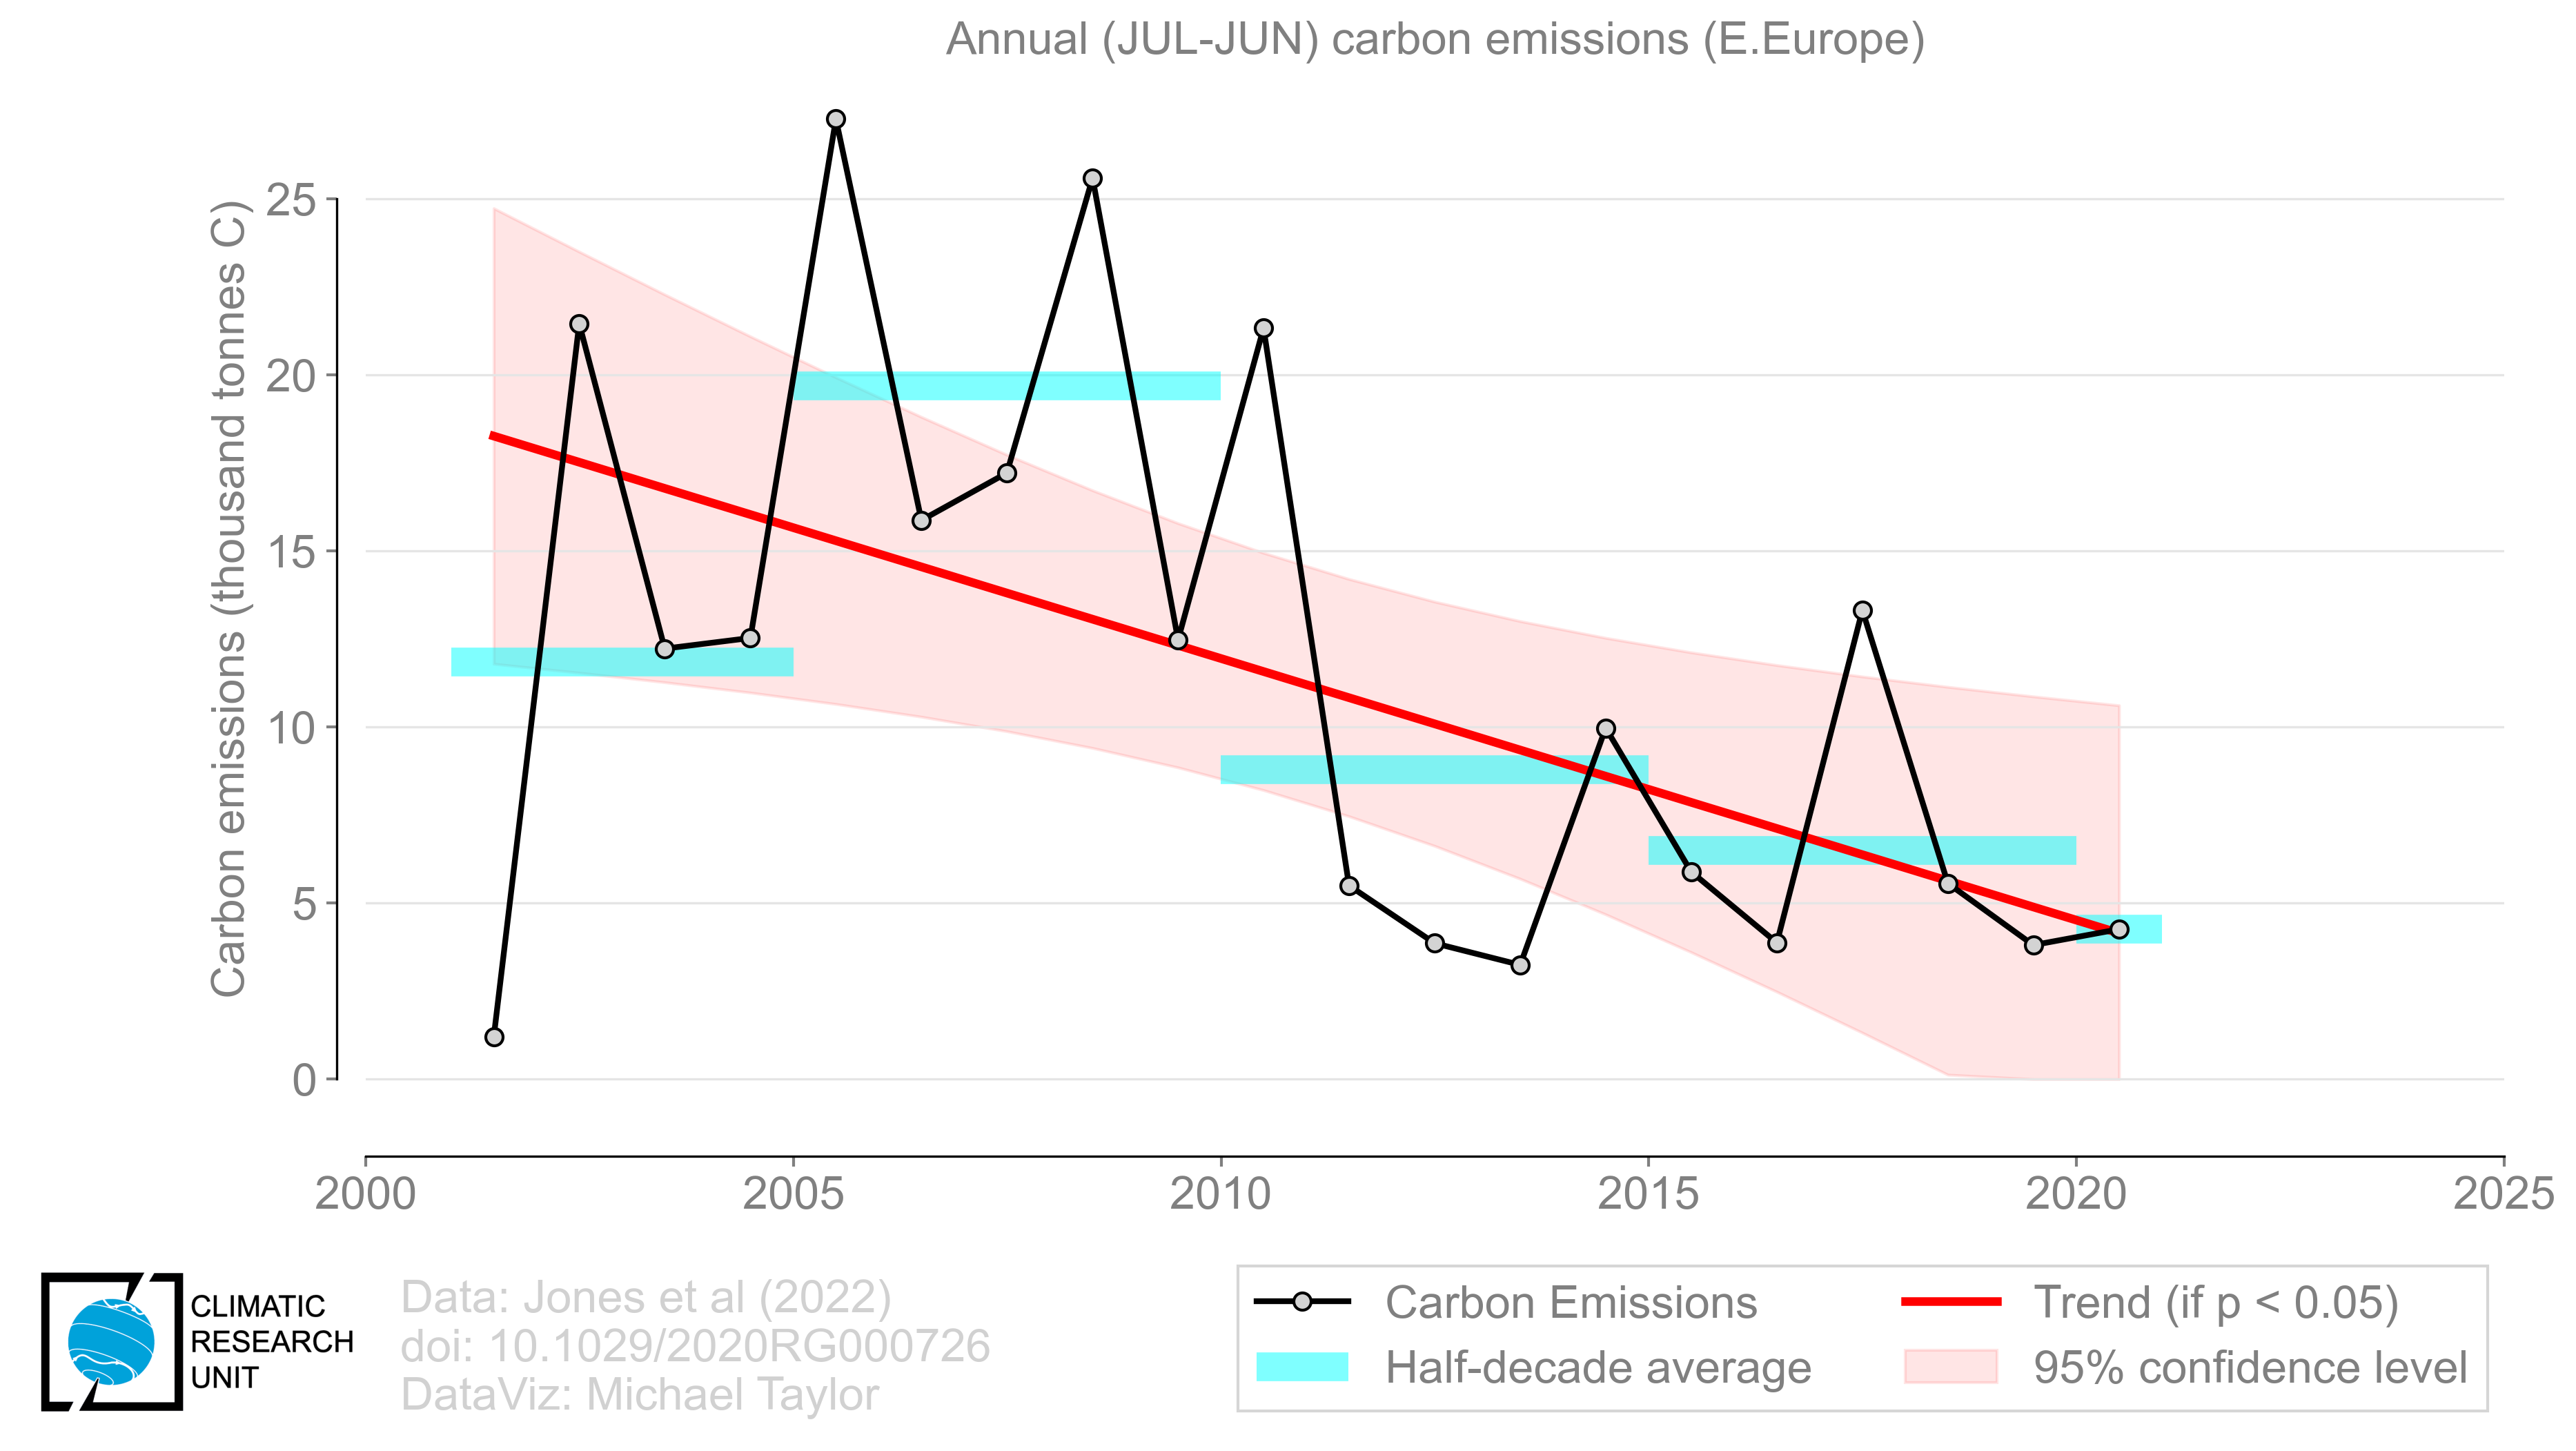 Annual (JUL-JUN) carbon emissions (E.Europe)
Carbon emissions (thousand tonnes C)
25
20
15
10
5
0
2000 2005 2010 2015 2020 2025
CLIMATIC
RESEARCH
UNIT
Data: Jones et al (2022)
doi: 10.1029/2020RG000726
DataViz: Michael Taylor
Carbon Emissions
Half-decade average
Trend (if p < 0.05)
95% confidence level